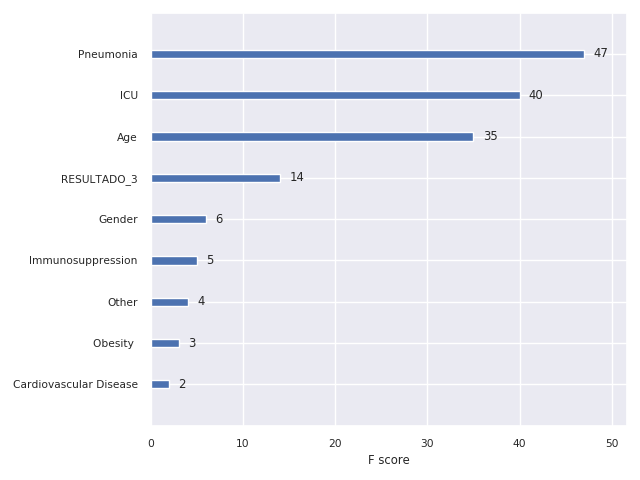 Pneumonia 47
ICU 40
Age 35
RESULTADO_3 14
Gender 6
Immunosuppression 5
Other 4
Obesity 3
Cardiovascular Disease 2
0 10 20 30 40 50
F score